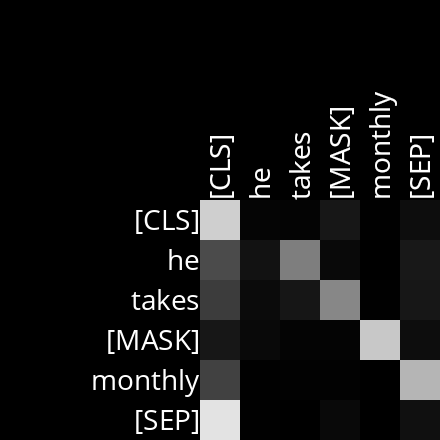 [CLS]
he
takes
[MASK]
monthly
[SEP]
[CLS]
he
takes
[MASK]
monthly
[SEP]